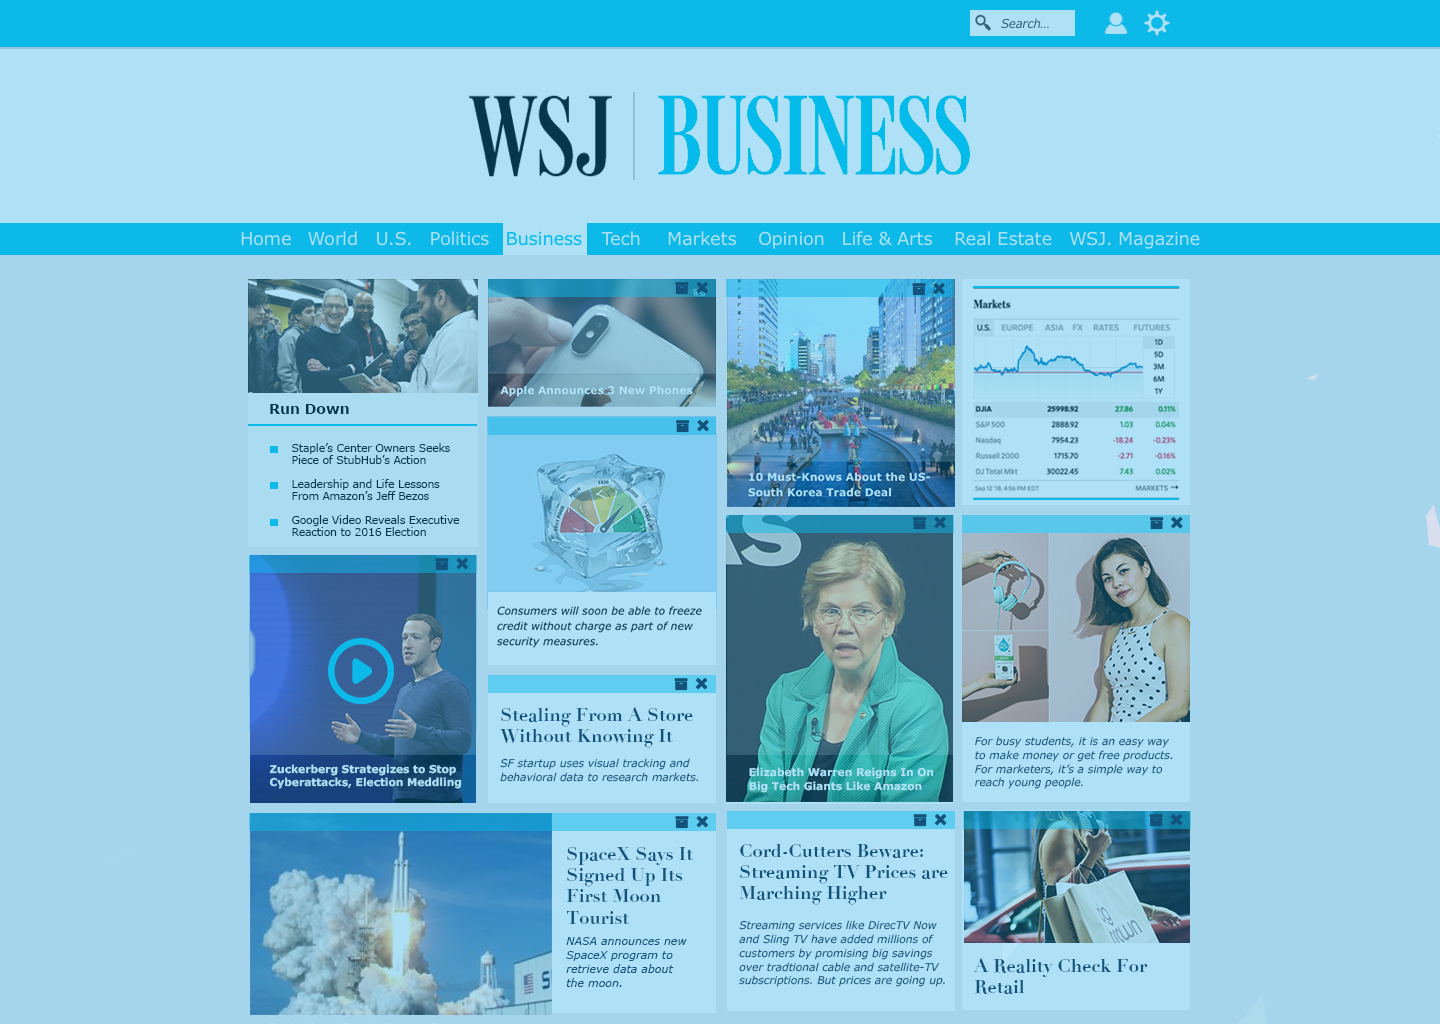 Search...
WSJ BUSINESS
Home World U.S. Politics Business Tech Markets Opinion Life & Arts Real Estate WSJ. Magazine
Run Down
Staple's Center Owners Seeks
Piece of StubHub's Action
Leadership and Life Lessons
From Amazon's Jeff Bezos
Google Video Reveals Executive
Reaction to 2016 Election
Zuckerberg Strategizes to Stop
Cyberattacks, Election Meddling
WSJ
Apple Announces 3 New Phones
VERY POOR POOR FAIR GOOD EXCELLENT
Consumers will soon be able to freeze
credit without charge as part of new
security measures.
Stealing From A Store
Without Knowing It
SF startup uses visual tracking and
behavioral data to research markets.
10 Must-Knows About the US-
South Korea Trade Deal
AS
Elizabeth Warren Reigns In On
Big Tech Giants Like Amazon
Markets
U.S. EUROPE ASIA FX RATES FUTURES
1D
5D
3M
6M
1Y
DJIA 25998.92 27.86 0.11%
S&P 500 2888.92 1.03 0.04%
Nasdaq 7954.23 -18.24 -0.23%
Russell 2000 1715.70 -2.71 -0.16%
DJ Total Mkt 30022.45 7.43 0.02%
Sep 12 '18, 4:56 PM EDT MARKETS →
For busy students, it is an easy way
to make money or get free products.
For marketers, it's a simple way to
reach young people.
SpaceX Says It
Signed Up Its
First Moon
Tourist
NASA announces new
SpaceX program to
retrieve data about
the moon.
S
Cord-Cutters Beware:
Streaming TV Prices are
Marching Higher
Streaming services like DirecTV Now
and Sling TV have added millions of
customers by promising big savings
over tradtional cable and satellite-TV
subscriptions. But prices are going up.
A Reality Check For
Retail